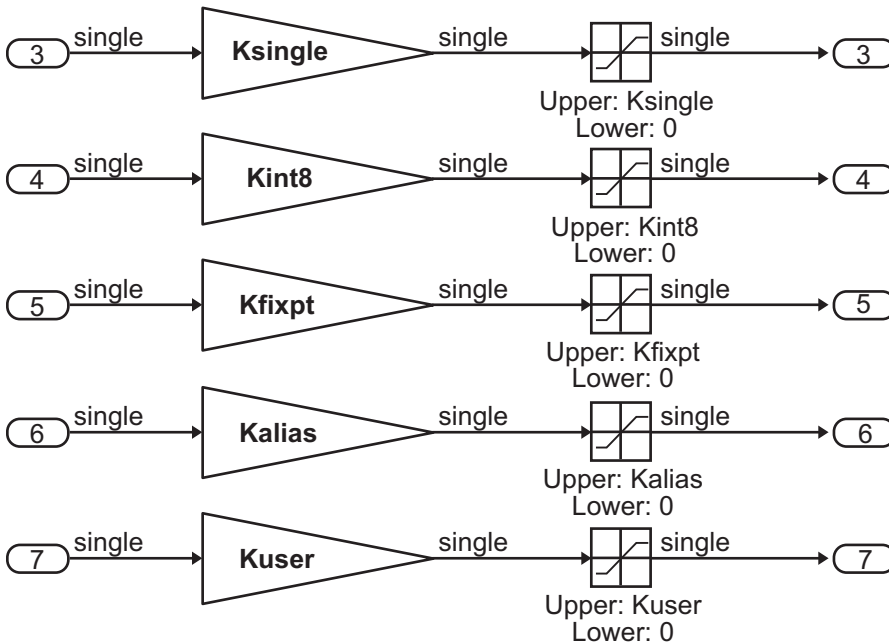 single single single
3 Ksingle 3
Upper: Ksingle
Lower: 0
single single single
4 Kint8 4
Upper: Kint8
Lower: 0
single single single
5 Kfixpt 5
Upper: Kfixpt
Lower: 0
single single single
6 Kalias 6
Upper: Kalias
Lower: 0
single single single
7 Kuser 7
Upper: Kuser
Lower: 0